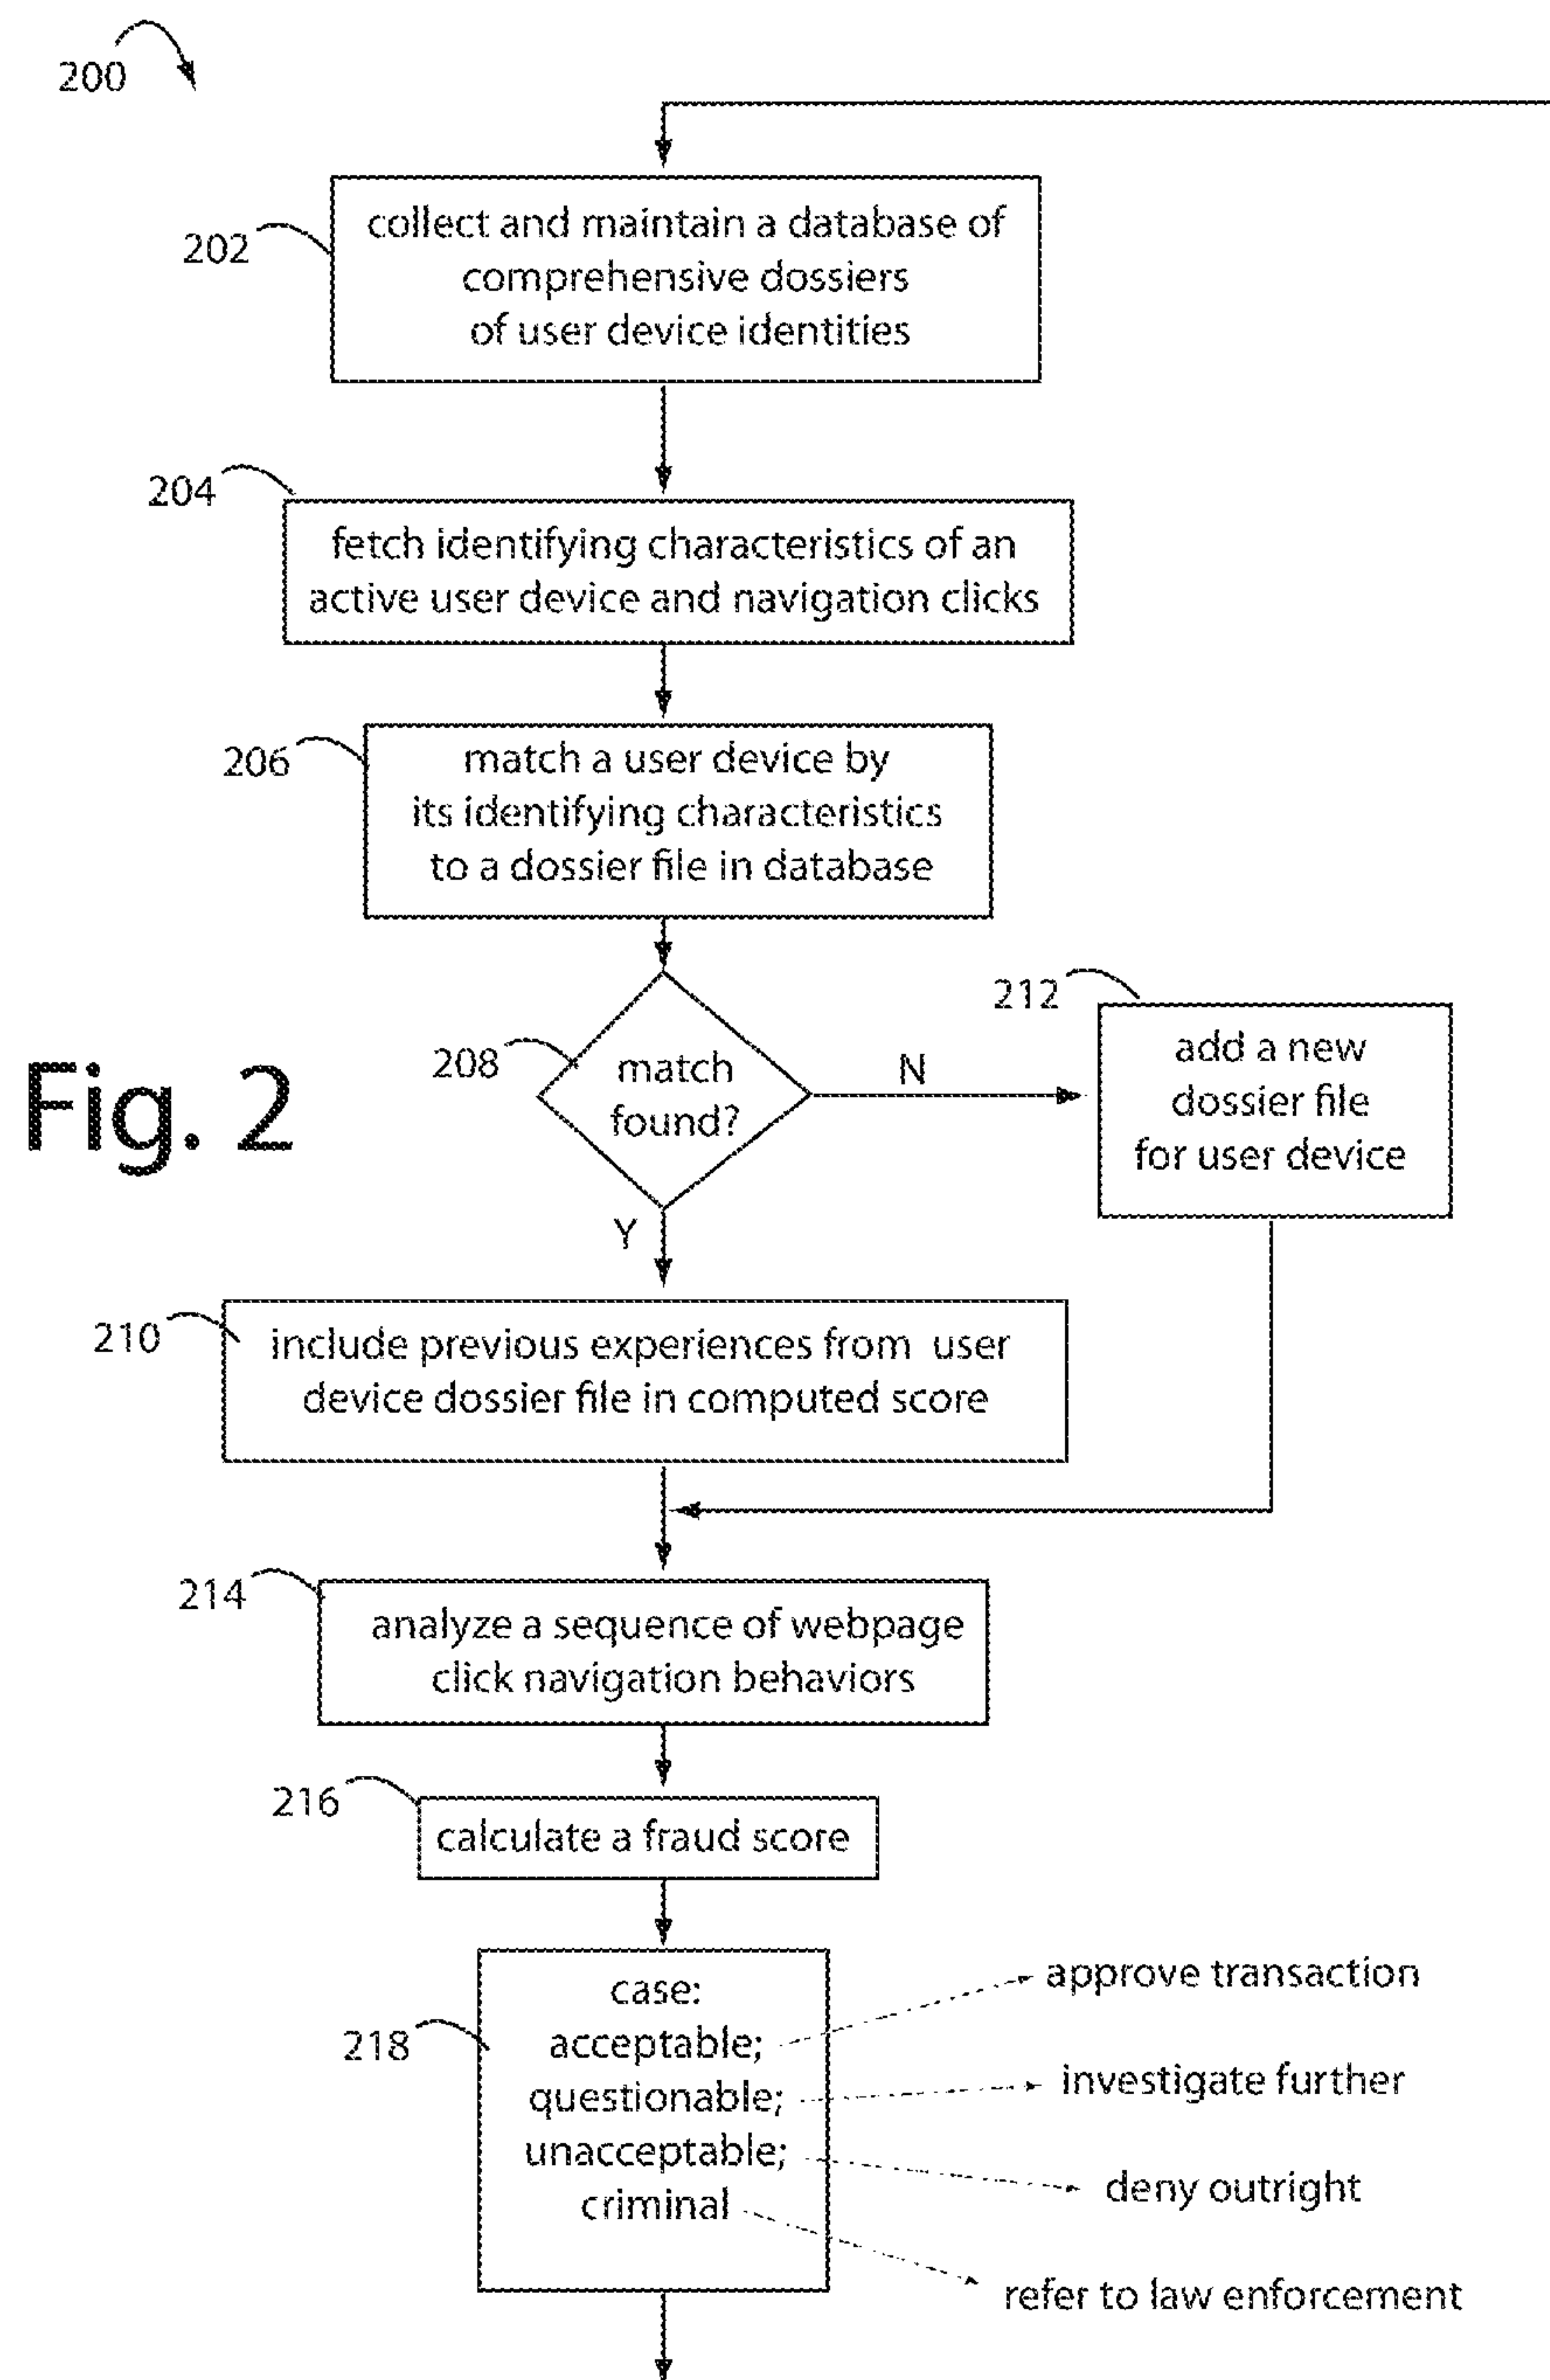 200
202
collect and maintain a database of
comprehensive dossiers
of user device identities
204
fetch identifying characteristics of an
active user device and navigation clicks
206
match a user device by
its identifying characteristics
to a dossier file in database
208
match
found?
N
212
add a new
dossier file
for user device
Fig. 2
Y
210
include previous experiences from user
device dossier file in computed score
214
analyze a sequence of webpage
click navigation behaviors
216
calculate a fraud score
218
case:
acceptable;
questionable;
unacceptable;
criminal
approve transaction
investigate further
deny outright
refer to law enforcement